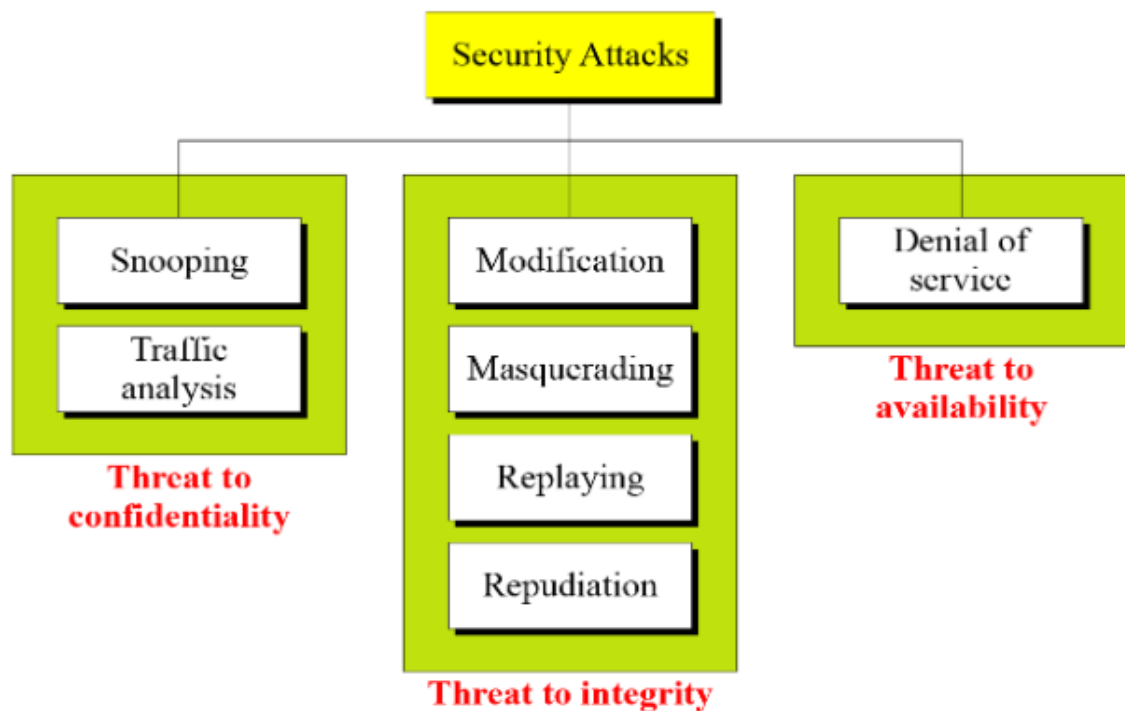 Security Attacks
Snooping
Traffic
analysis
Threat to
confidentiality
Modification
Masquerading
Replaying
Repudiation
Threat to integrity
Denial of
service
Threat to
availability